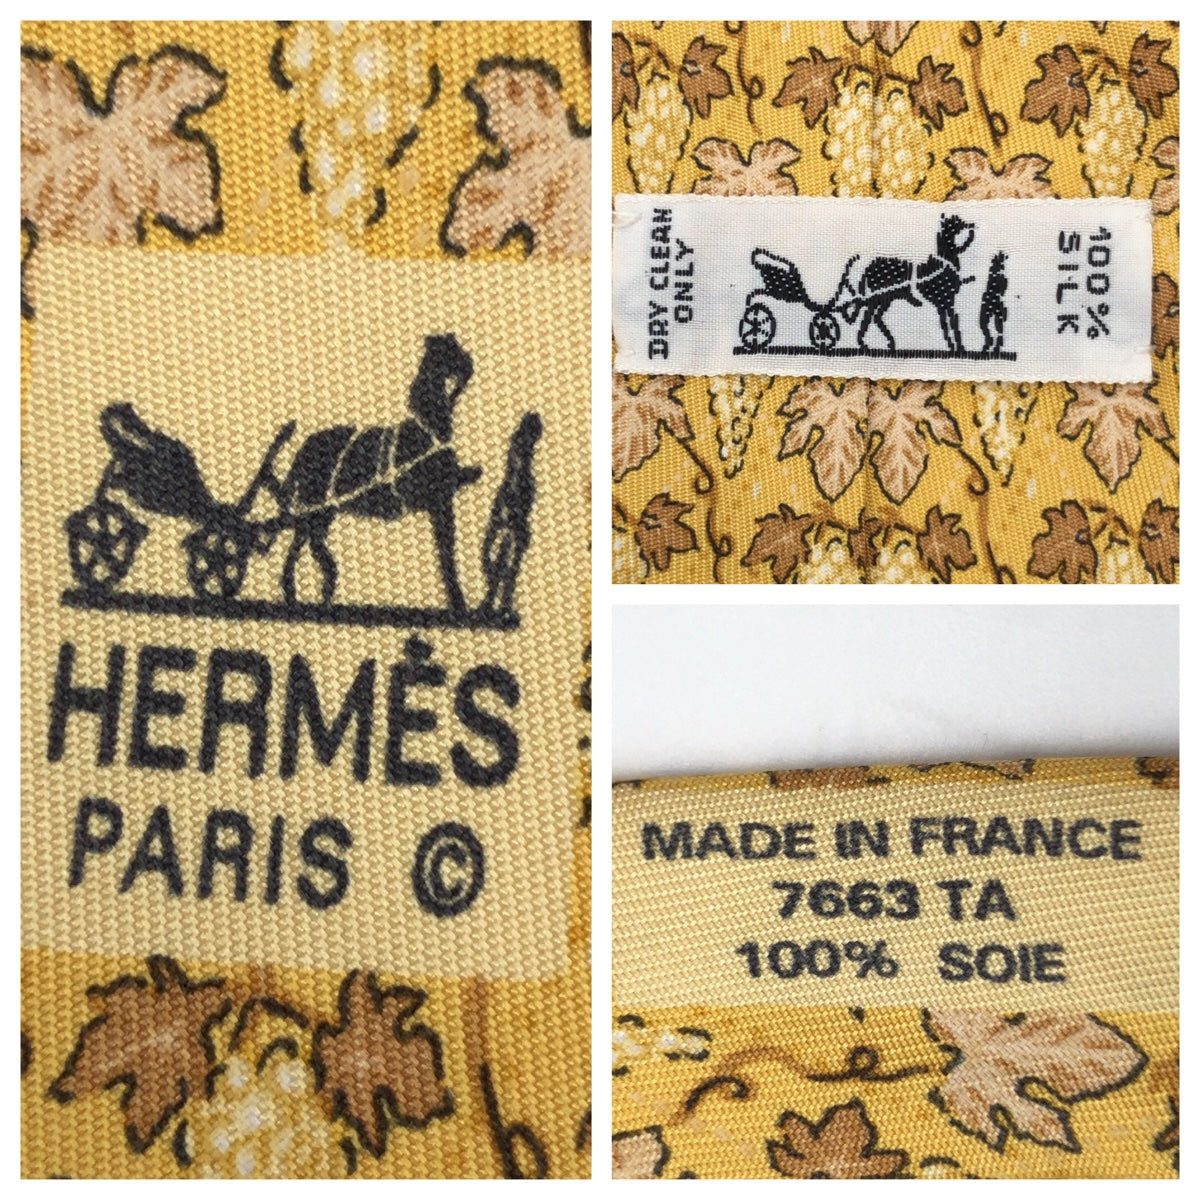 HERMÈS
PARIS ©
DRY CLEAN
ONLY
100%
SILK
MADE IN FRANCE
7663 TA
100% SOIE